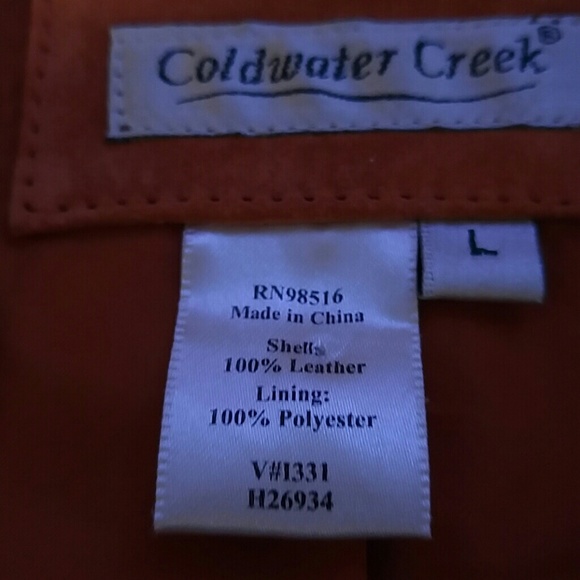 Coldwater Creek®
L
RN98516
Made in China
Shell:
100% Leather
Lining:
100% Polyester
V#I331
H26934